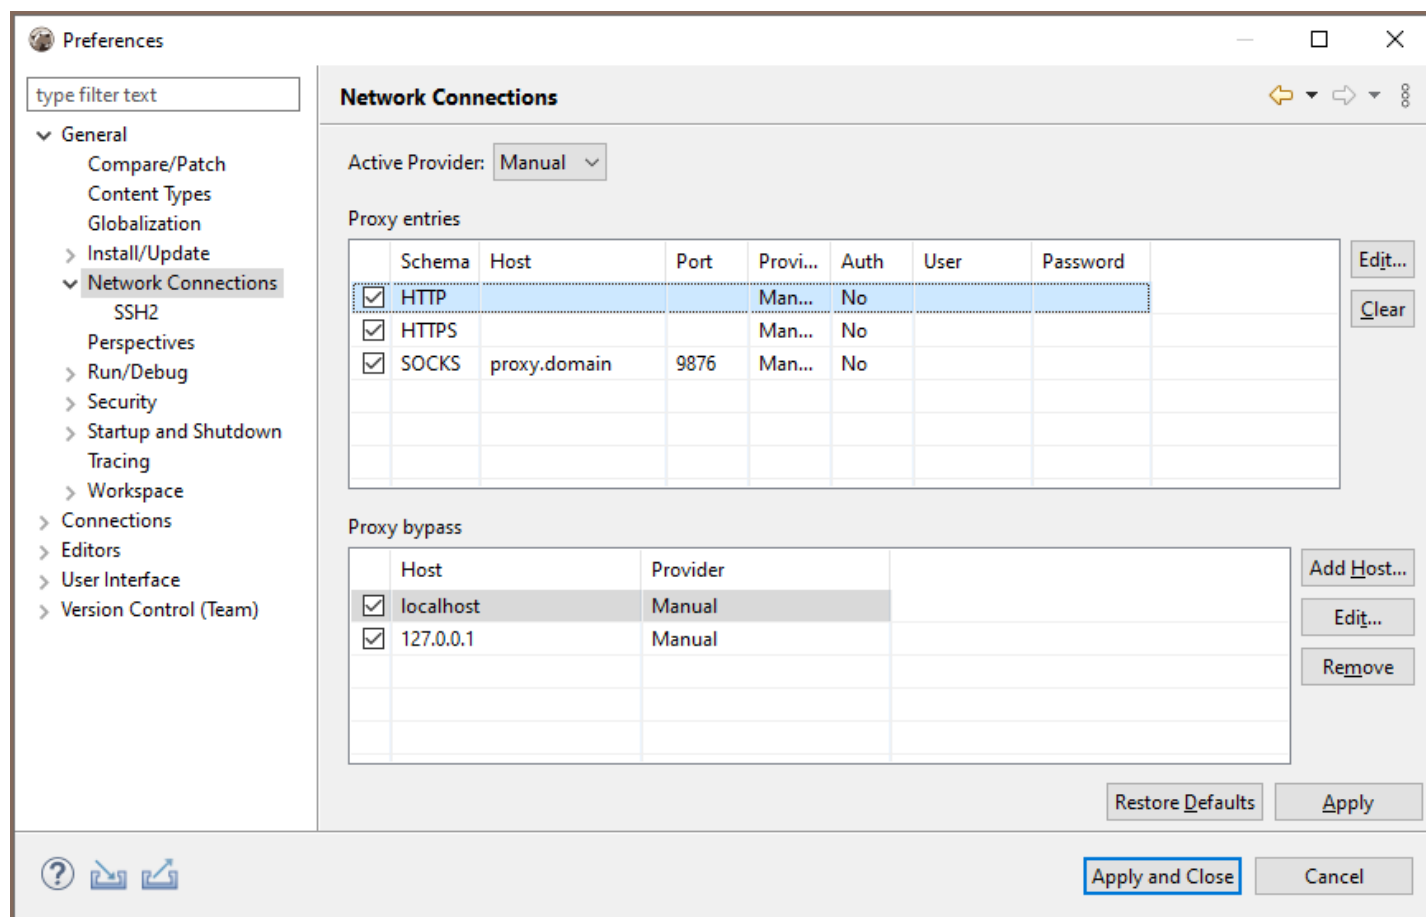 Preferences
type filter text
General
Compare/Patch
Content Types
Globalization
Install/Update
Network Connections
SSH2
Perspectives
Run/Debug
Security
Startup and Shutdown
Tracing
Workspace
Connections
Editors
User Interface
Version Control (Team)
Network Connections
Active Provider: Manual
Proxy entries
Schema Host Port Provi... Auth User Password
HTTP Man... No
HTTPS Man... No
SOCKS proxy.domain 9876 Man... No
Edit...
Clear
Proxy bypass
Host Provider
localhost Manual
127.0.0.1 Manual
Add Host...
Edit...
Remove
Restore Defaults Apply
? Apply and Close Cancel